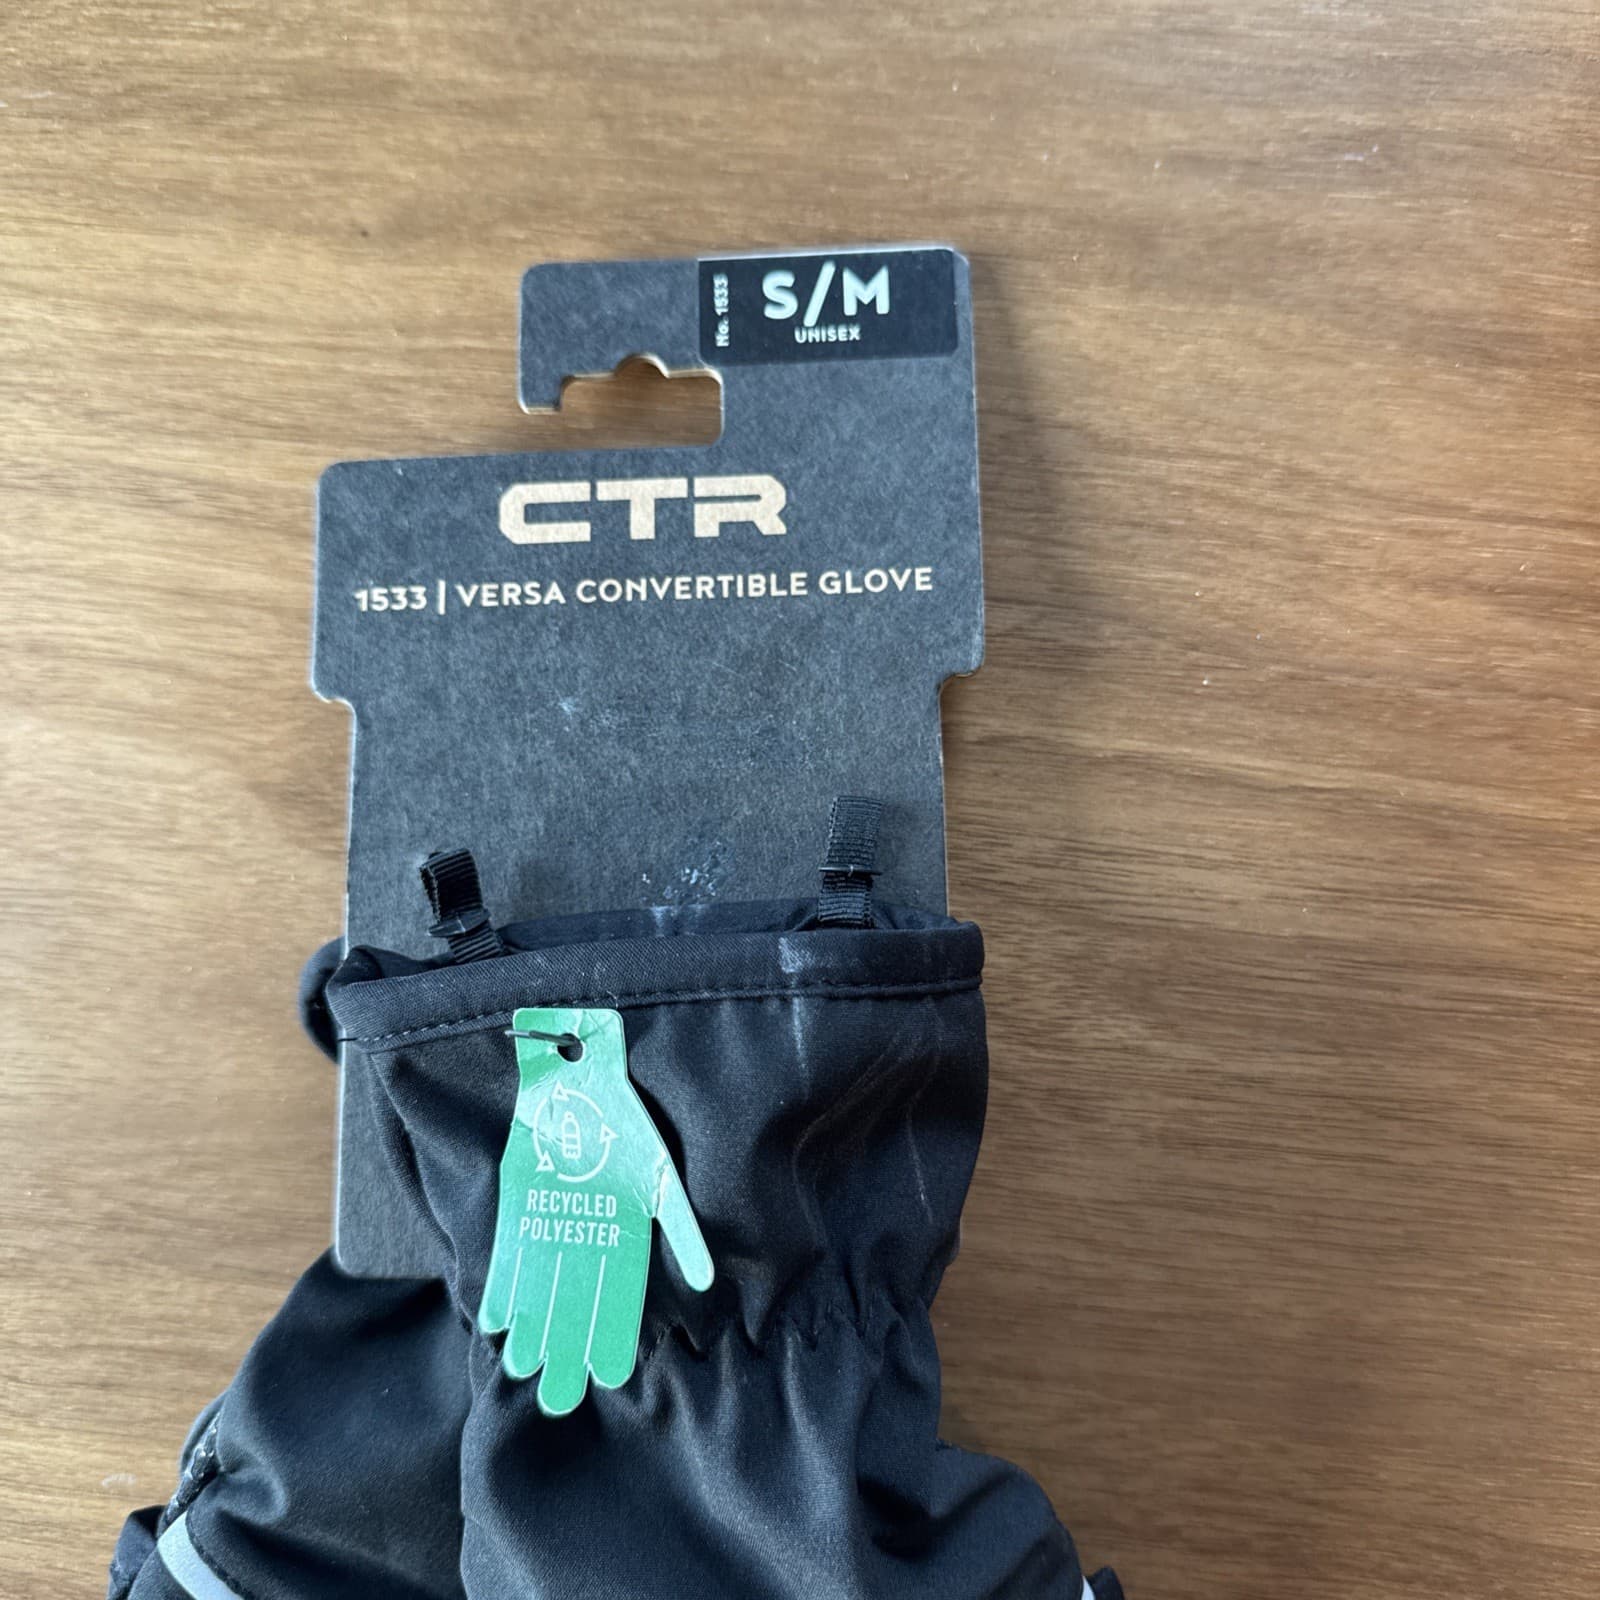 No. 1533
S/M
UNISEX
CTR
1533 | VERSA CONVERTIBLE GLOVE
RECYCLED
POLYESTER